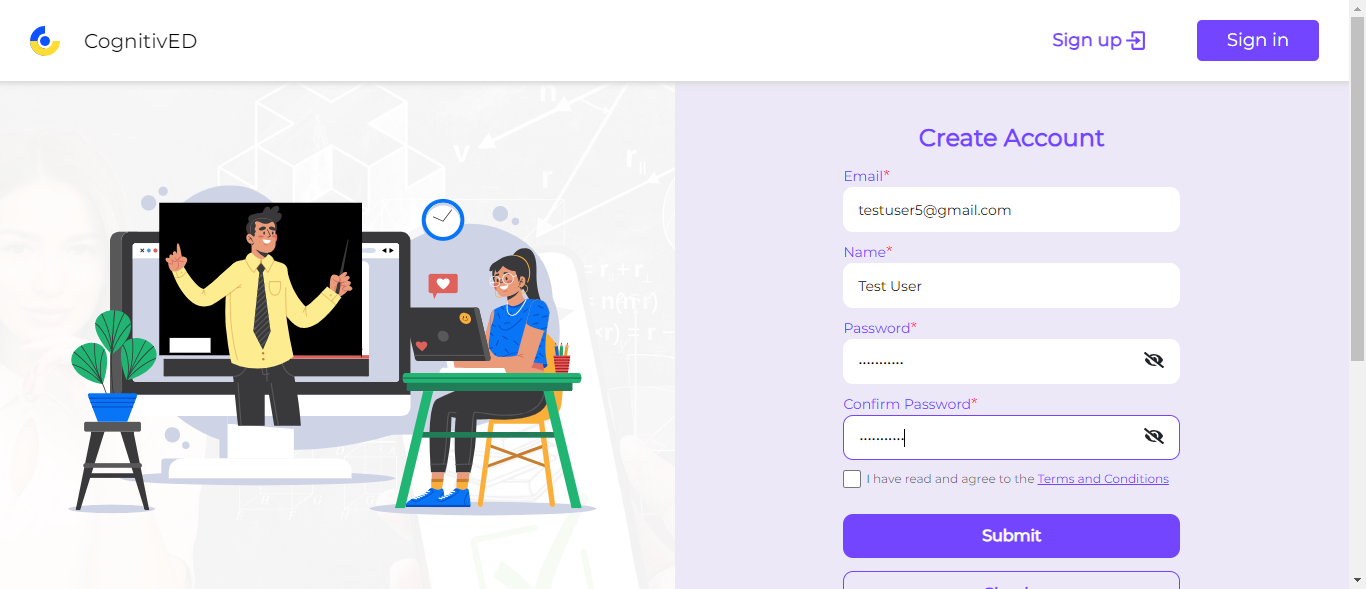 CognitivED
Sign up
Sign in
Create Account
Email*
testuser5@gmail.com
Name*
Test User
Password*
...........
Confirm Password*
...........
I have read and agree to the Terms and Conditions
Submit